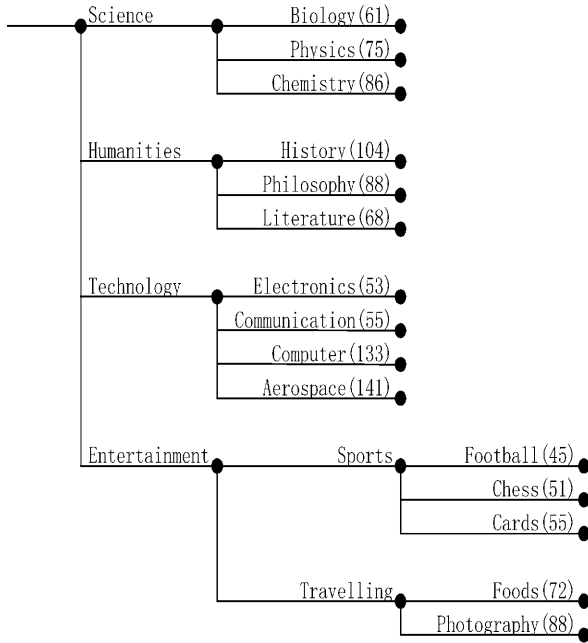 Science Biology(61)
Physics(75)
Chemistry(86)
Humanities History(104)
Philosophy(88)
Literature(68)
Technology Electronics(53)
Communication(55)
Computer(133)
Aerospace(141)
Entertainment Sports Football(45)
Chess(51)
Cards(55)
Travelling Foods(72)
Photography(88)